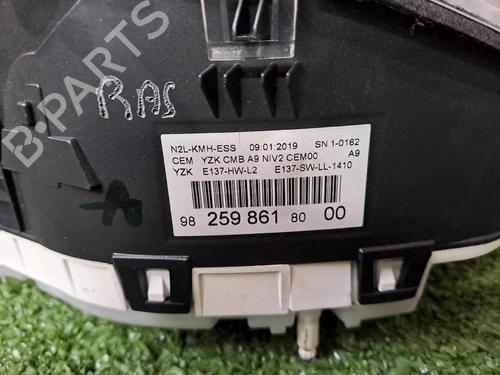 B-PARTS
RAS
N2L-KMH-ESS 09:01:2019 SN 1-0162
CEM YZK CMB A9 NIV2 CEM00 A9
YZK E137-HW-L2 E137-SW-LL-1410
98 259 861 80 00